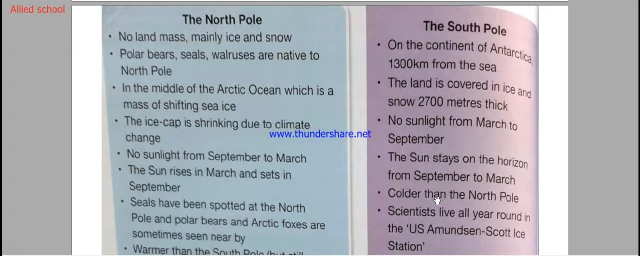 Allied school
The North Pole
• No land mass, mainly ice and snow
• Polar bears, seals, walruses are native to
North Pole
• In the middle of the Arctic Ocean which is a
mass of shifting sea ice
• The ice-cap is shrinking due to climate
change
• No sunlight from September to March
• The Sun rises in March and sets in
September
• Seals have been spotted at the North
Pole and polar bears and Arctic foxes are
sometimes seen near by
• Warmer than the South Pole (but still
The South Pole
• On the continent of Antarctica,
1300km from the sea
• The land is covered in ice and
snow 2700 metres thick
• No sunlight from March to
September
• The Sun stays on the horizon
from September to March
• Colder than the North Pole
• Scientists live all year round in
the 'US Amundsen-Scott Ice
Station'
www.thundershare.net